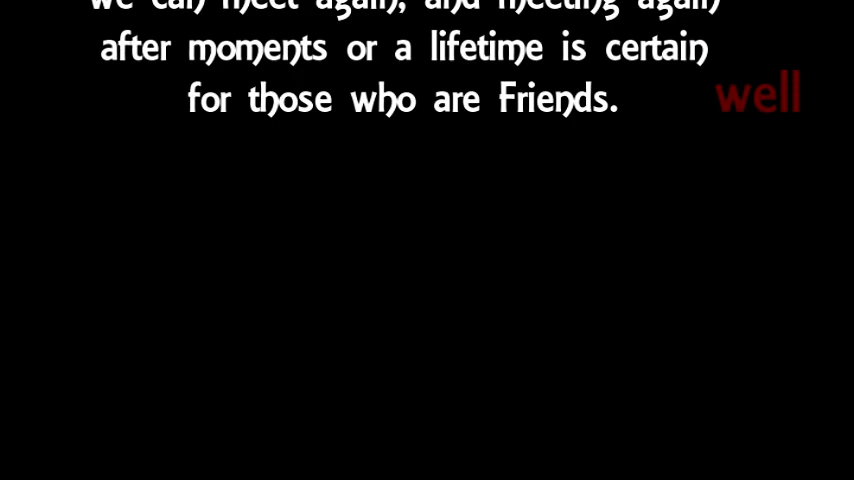 we can meet again, and meeting again
after moments or a lifetime is certain
for those who are Friends.
well